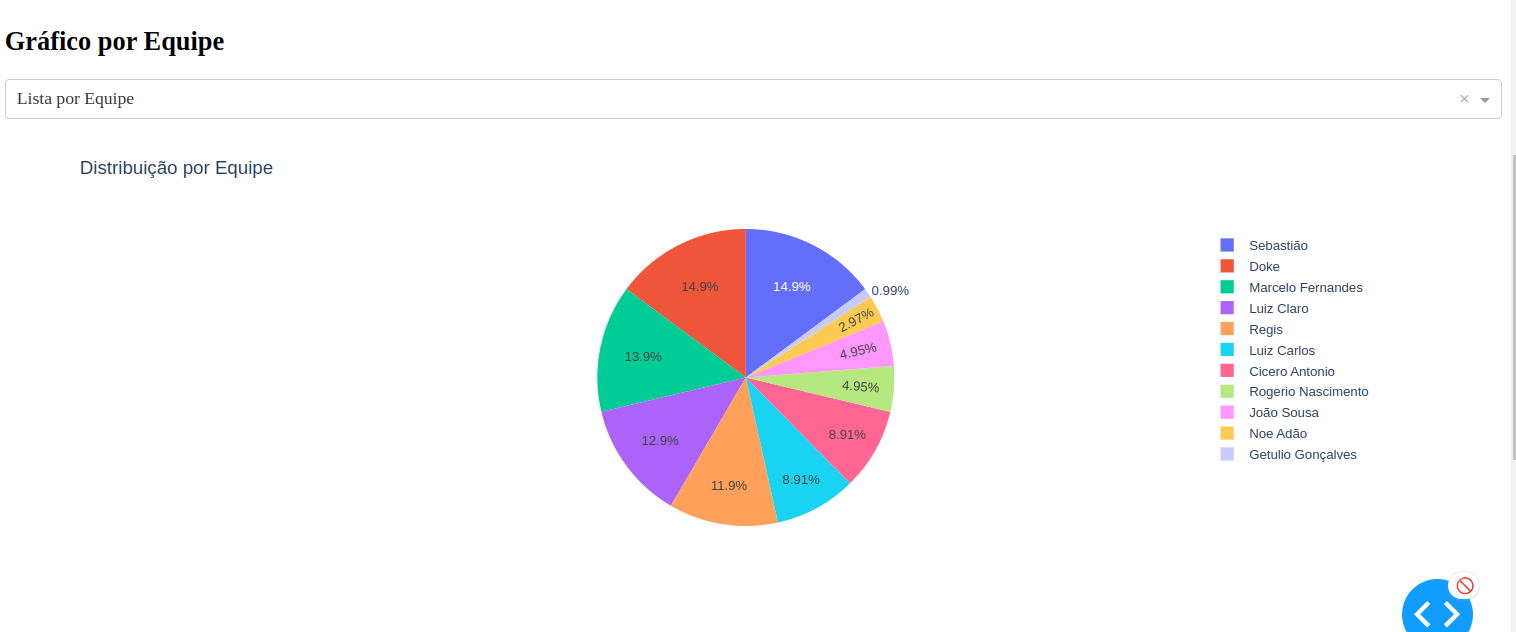 Gráfico por Equipe
Lista por Equipe
Distribuição por Equipe
14.9%
14.9%
0.99%
2.97%
4.95%
4.95%
13.9%
12.9%
11.9%
8.91%
8.91%
Sebastião
Doke
Marcelo Fernandes
Luiz Claro
Regis
Luiz Carlos
Cicero Antonio
Rogerio Nascimento
João Sousa
Noe Adão
Getulio Gonçalves